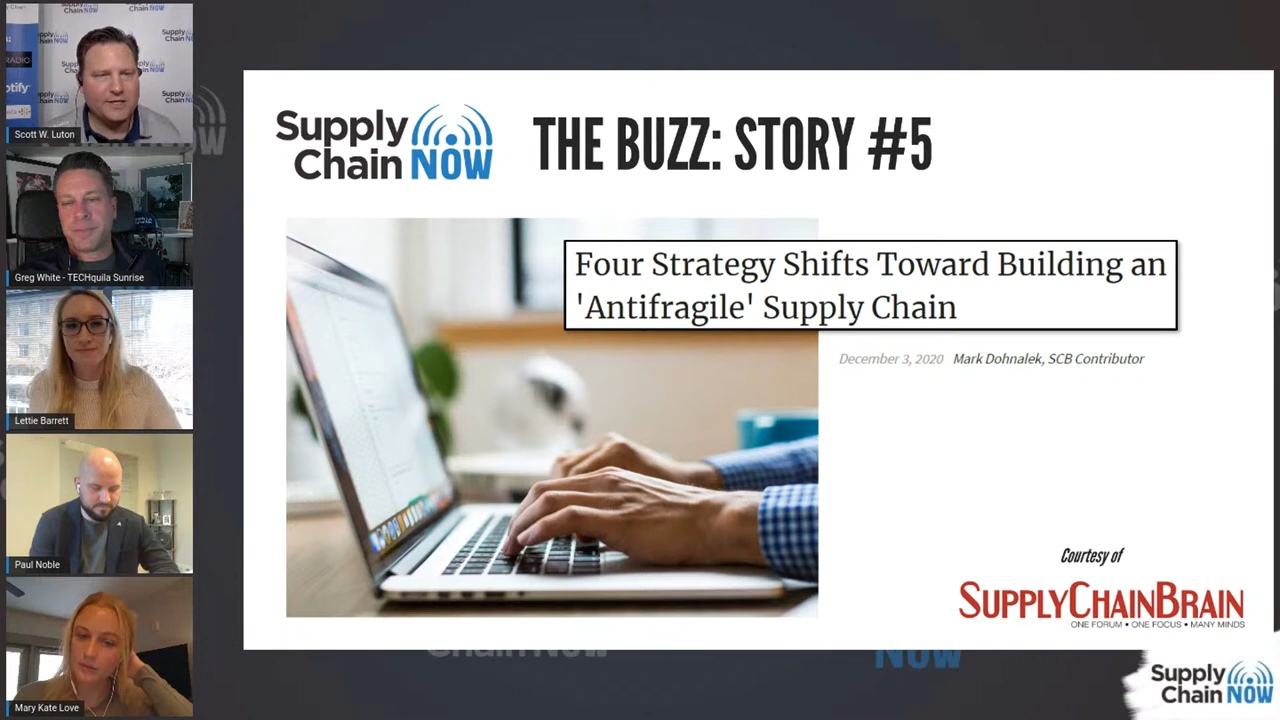 Supply
Chain NOW
THE BUZZ: STORY #5
Four Strategy Shifts Toward Building an
'Antifragile' Supply Chain
December 3, 2020 Mark Dohnalek, SCB Contributor
Courtesy of
SUPPLYCHAINBRAIN
ONE FORUM • ONE FOCUS • MANY MINDS
Supply
Chain NOW
Scott W. Luton
Greg White - TECHquila Sunrise
Lettie Barrett
Paul Noble
Mary Kate Love